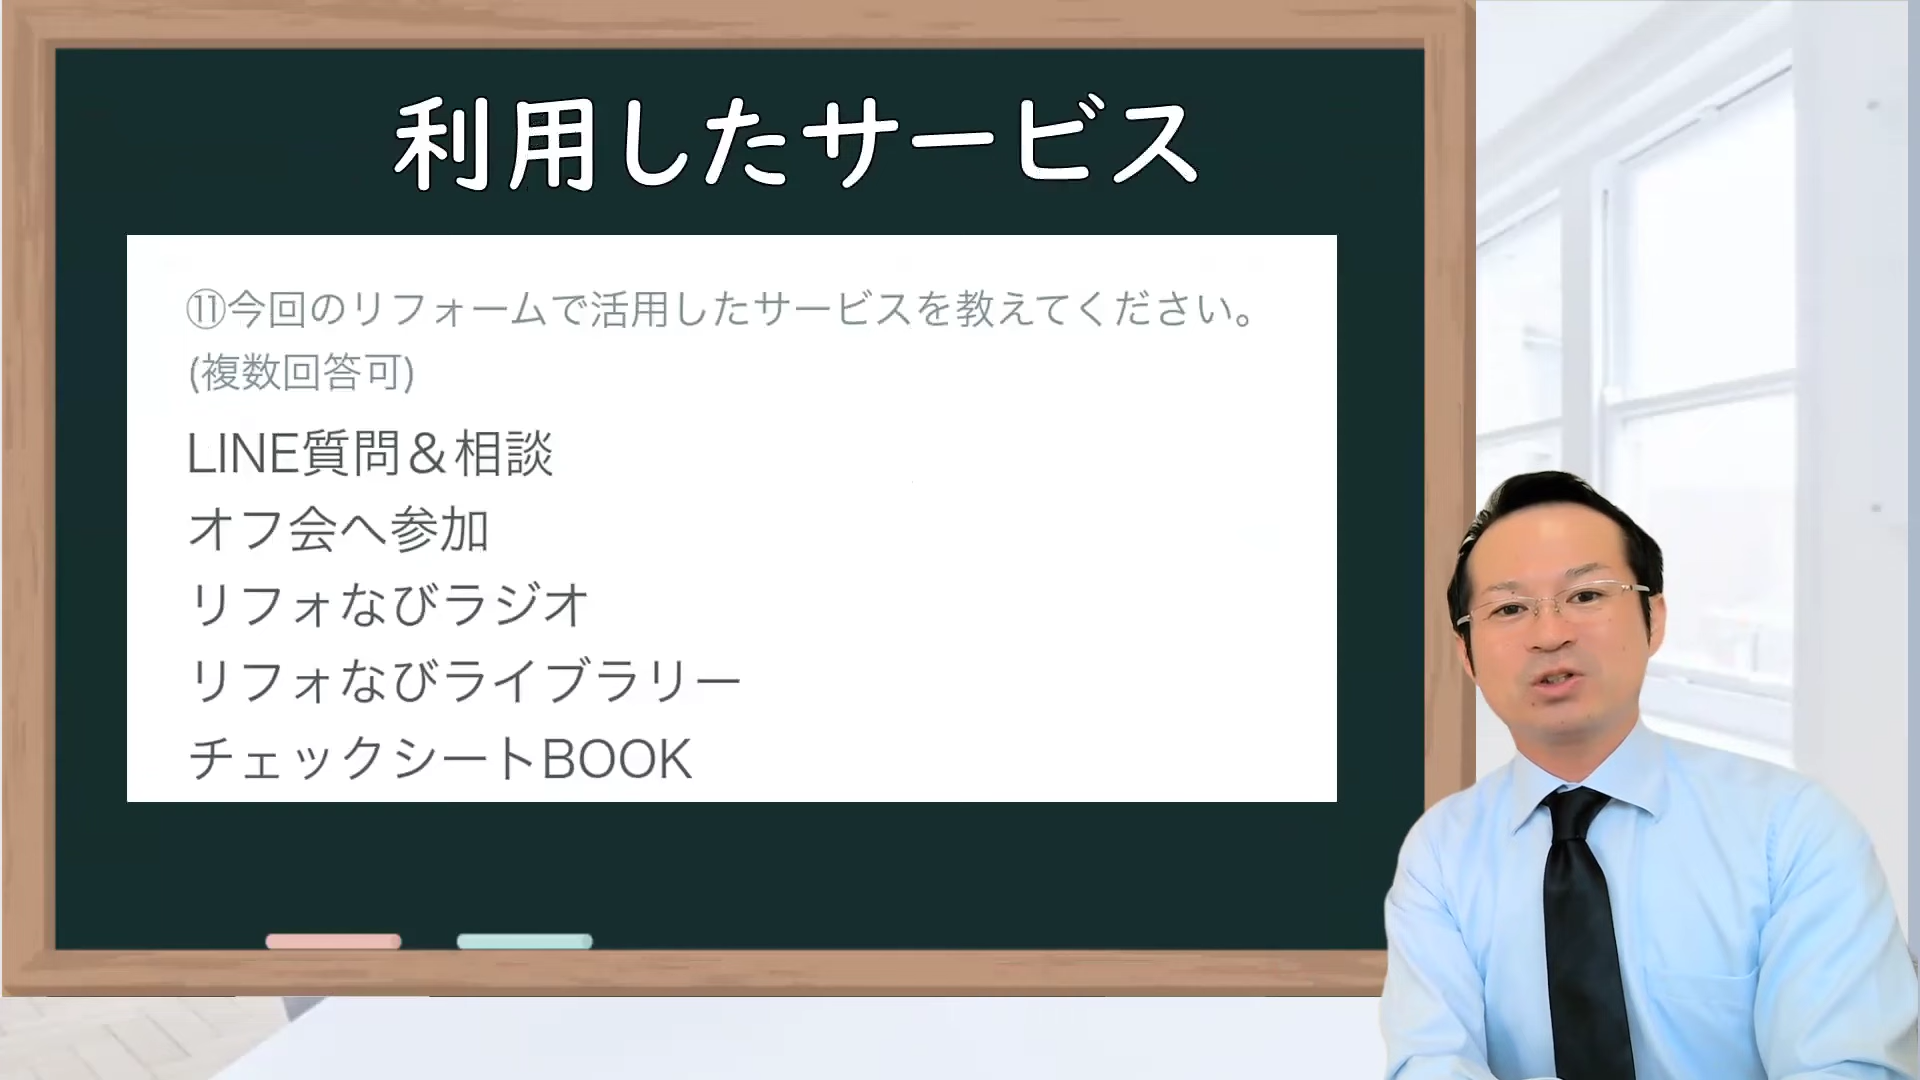 利用したサービス
⑪今回のリフォームで活用したサービスを教えてください。
(複数回答可)
LINE質問＆相談
オフ会へ参加
リフォなびラジオ
リフォなびライブラリー
チェックシートBOOK